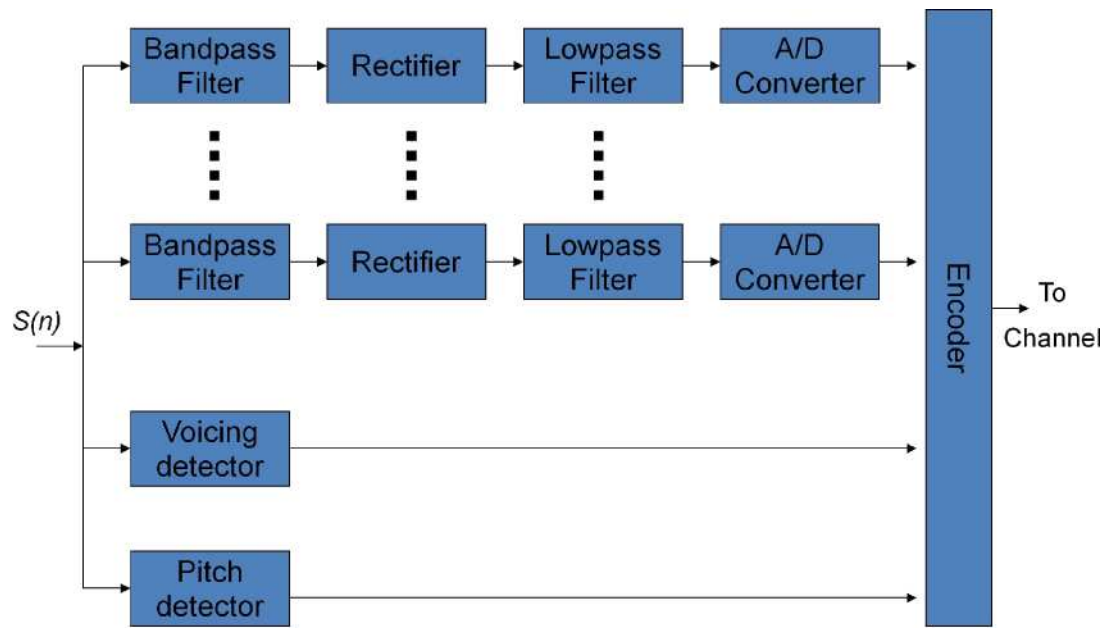 Bandpass
Filter
Rectifier
Lowpass
Filter
A/D
Converter
Bandpass
Filter
Rectifier
Lowpass
Filter
A/D
Converter
S(n)
Voicing
detector
Pitch
detector
Encoder
To
Channel